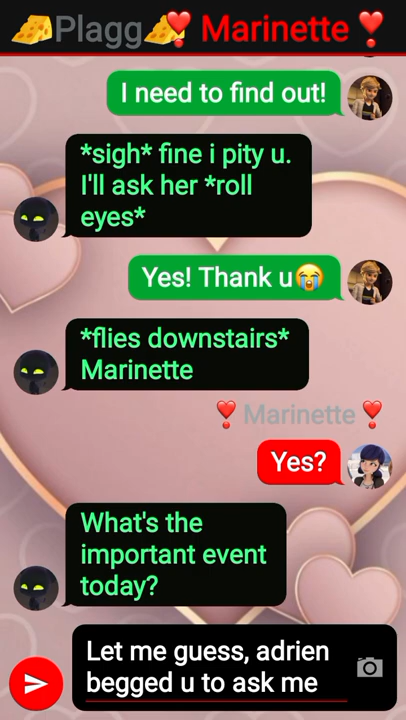 🧀Plagg🧀❣ Marinette ❣
I need to find out!
*sigh* fine i pity u.
I'll ask her *roll
eyes*
Yes! Thank u😭
*flies downstairs*
Marinette
❣ Marinette ❣
Yes?
What's the
important event
today?
Let me guess, adrien
begged u to ask me